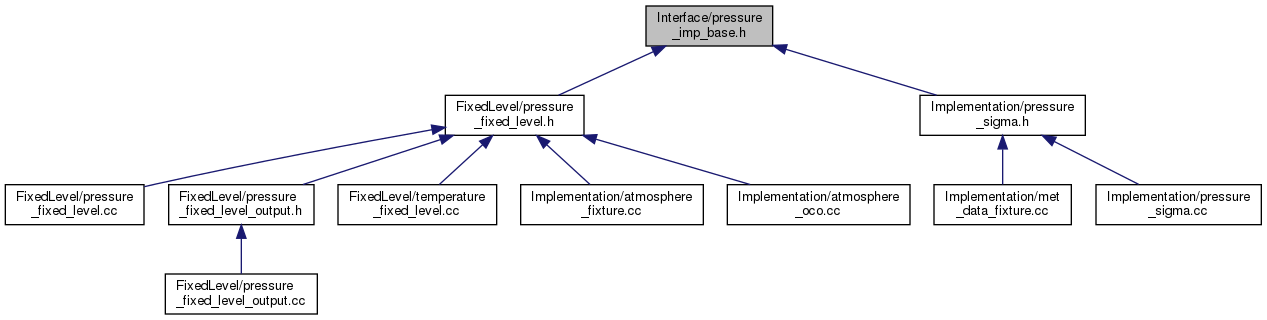 Interface/pressure
_imp_base.h
FixedLevel/pressure
_fixed_level.h
Implementation/pressure
_sigma.h
FixedLevel/pressure
_fixed_level.cc
FixedLevel/pressure
_fixed_level_output.h
FixedLevel/temperature
_fixed_level.cc
Implementation/atmosphere
_fixture.cc
Implementation/atmosphere
_oco.cc
Implementation/met
_data_fixture.cc
Implementation/pressure
_sigma.cc
FixedLevel/pressure
_fixed_level_output.cc